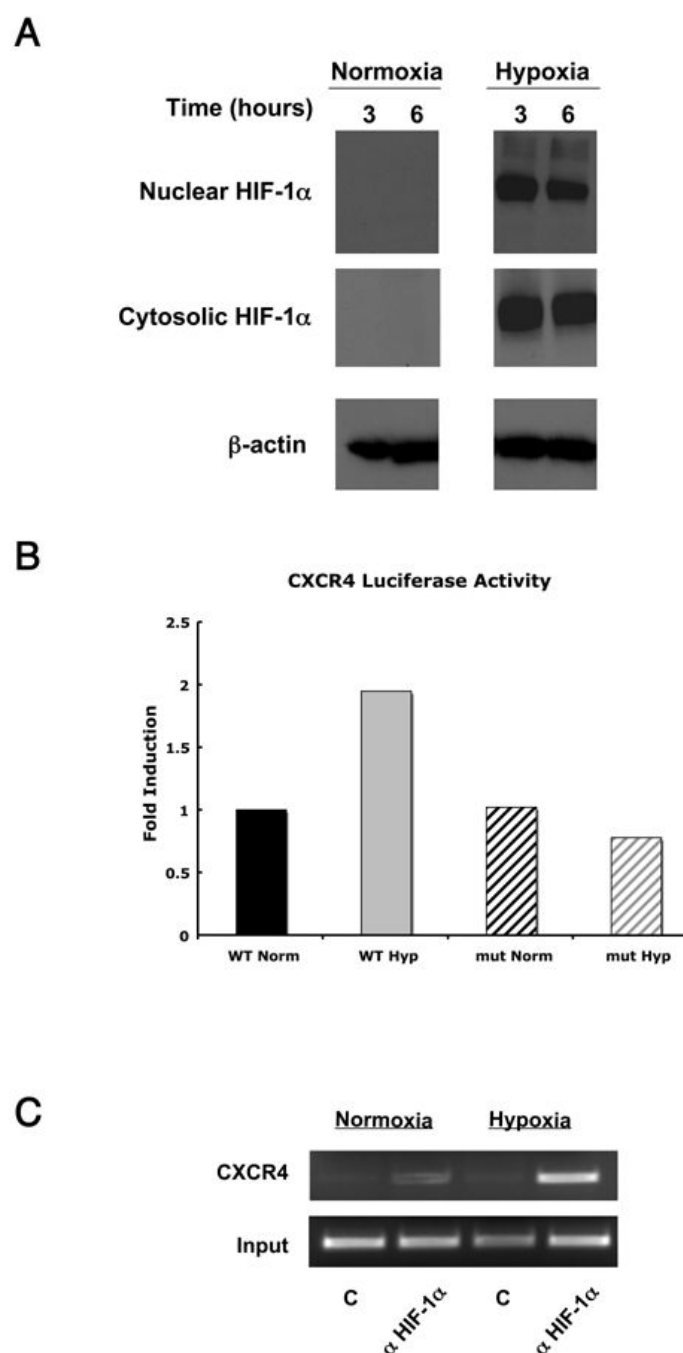 A
Normoxia Hypoxia
Time (hours) 3 6 3 6
Nuclear HIF-1α
Cytosolic HIF-1α
β-actin
B
CXCR4 Luciferase Activity
2.5
2
1.5
1
0.5
0
Fold Induction
WT Norm WT Hyp mut Norm mut Hyp
C
Normoxia Hypoxia
CXCR4
Input
C α HIF-1α C α HIF-1α